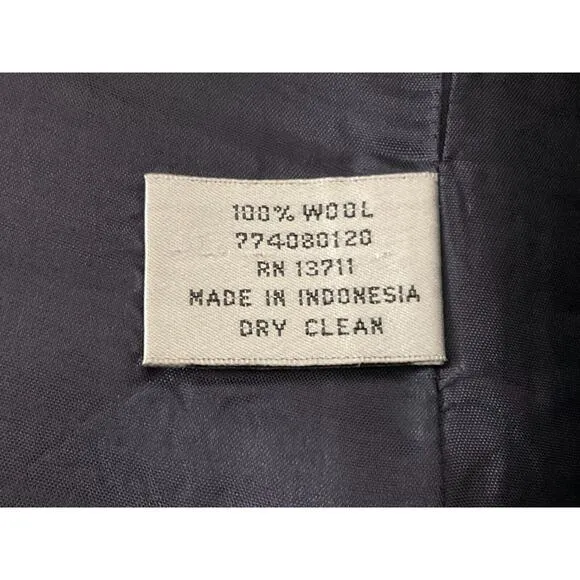 100% WOOL
774080120
RN 13711
MADE IN INDONESIA
DRY CLEAN